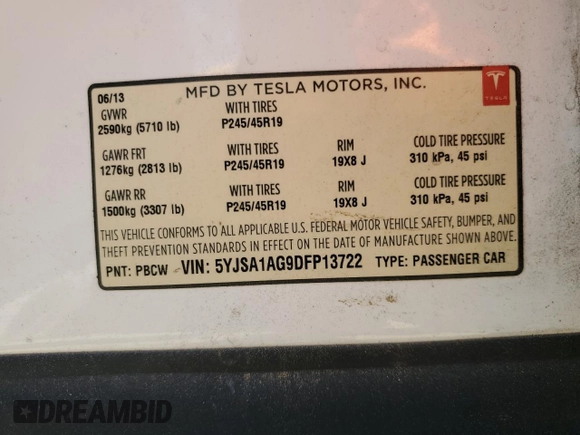 06/13
MFD BY TESLA MOTORS, INC.
TESLA
GVWR WITH TIRES
2590kg (5710 lb) P245/45R19
GAWR FRT WITH TIRES RIM COLD TIRE PRESSURE
1276kg (2813 lb) P245/45R19 19X8 J 310 kPa, 45 psi
GAWR RR WITH TIRES RIM COLD TIRE PRESSURE
1500kg (3307 lb) P245/45R19 19X8 J 310 kPa, 45 psi
THIS VEHICLE CONFORMS TO ALL APPLICABLE U.S. FEDERAL MOTOR VEHICLE SAFETY, BUMPER, AND
THEFT PREVENTION STANDARDS IN EFFECT ON THE DATE OF MANUFACTURE SHOWN ABOVE.
PNT: PBCW VIN: 5YJSA1AG9DFP13722 TYPE: PASSENGER CAR
DREAMBID